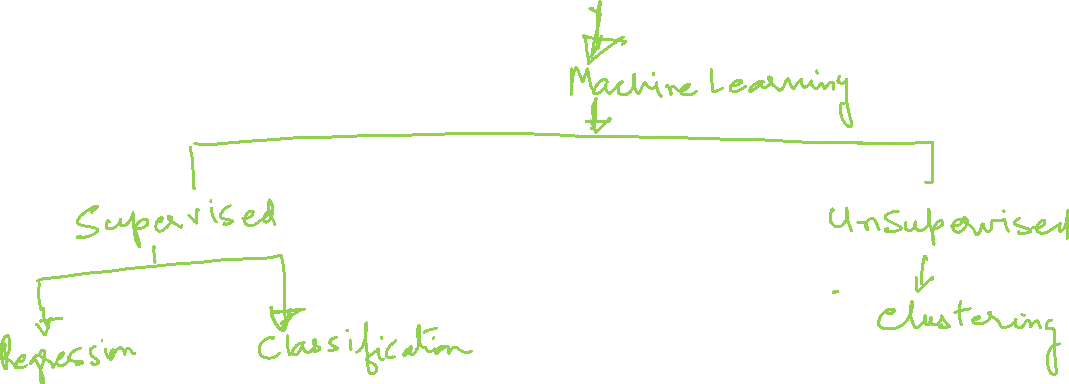 Machine Learning
Supervised
Unsupervised
Regression
Classification
Clustering